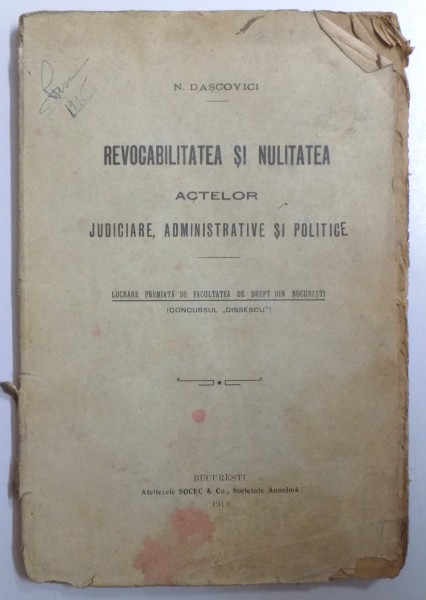 1915
N. DAȘCOVICI
REVOCABILITATEA ȘI NULITATEA
ACTELOR
JUDICIARE, ADMINISTRATIVE ȘI POLITICE
LUCRARE PREMIATĂ DE FACULTATEA DE DREPT DIN BUCUREȘTI
(CONCURSUL „DISSESCU")
BUCUREȘTI
Atelierele SOCEC & Co., Societate Anonimă